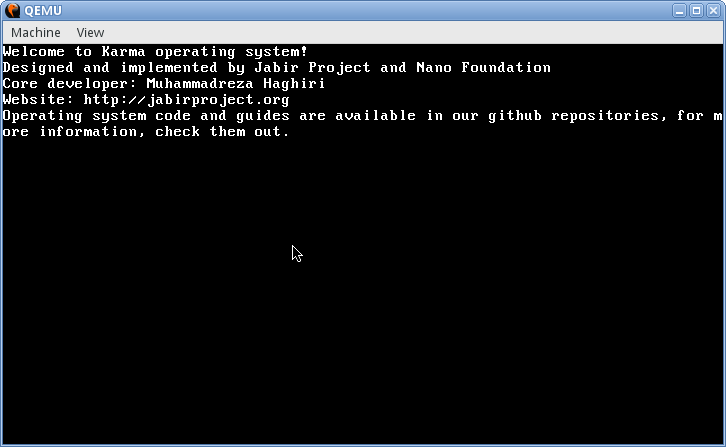 QEMU
Machine View
Welcome to Karma operating system!
Designed and implemented by Jabir Project and Nano Foundation
Core developer: Muhammadreza Haghiri
Website: http://jabirproject.org
Operating system code and guides are available in our github repositories, for m
ore information, check them out.